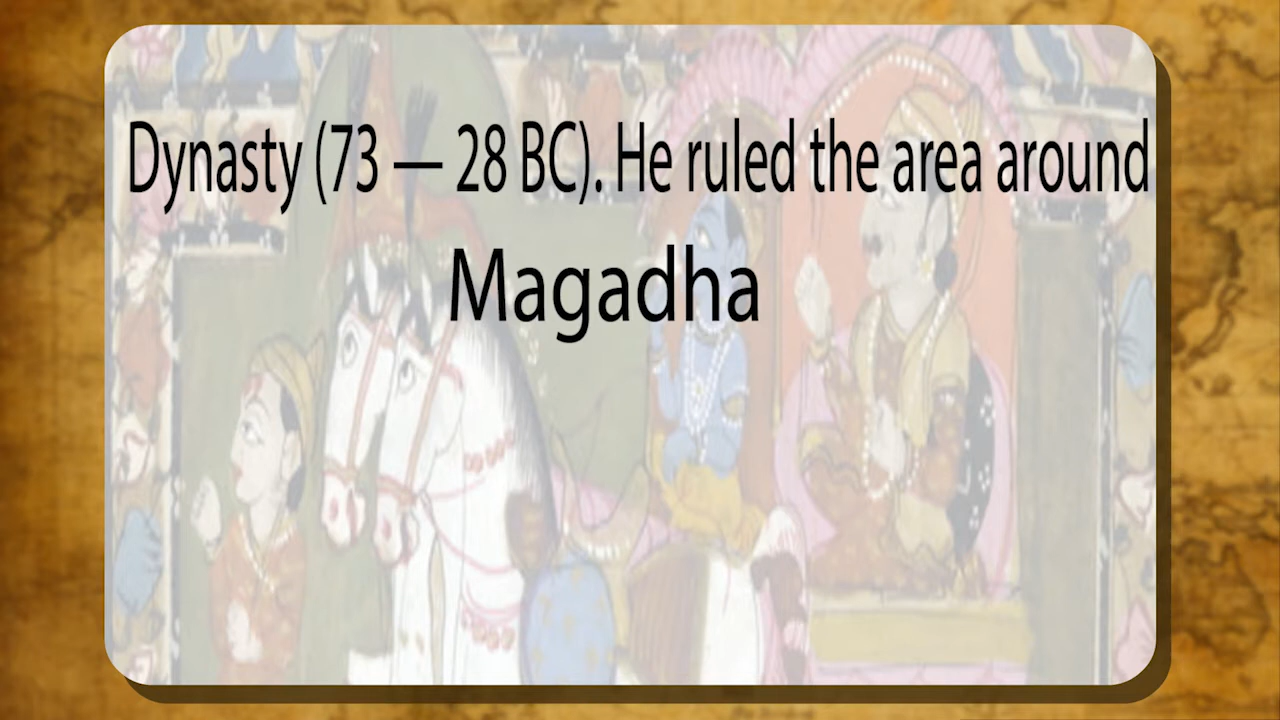 Dynasty (73 — 28 BC). He ruled the area around
Magadha